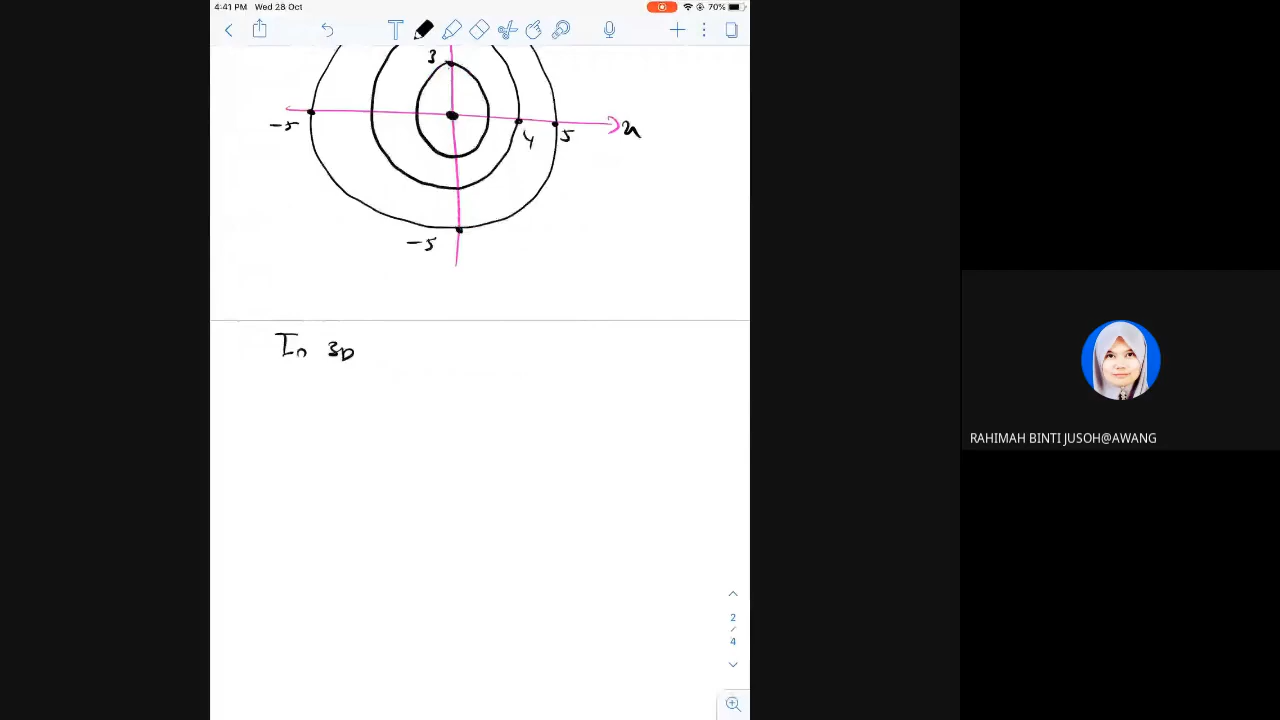 4:41 PM Wed 28 Oct 70%
T
3
-5 4 5 x
-5
In 3D
RAHIMAH BINTI JUSOH@AWANG
2
/
4